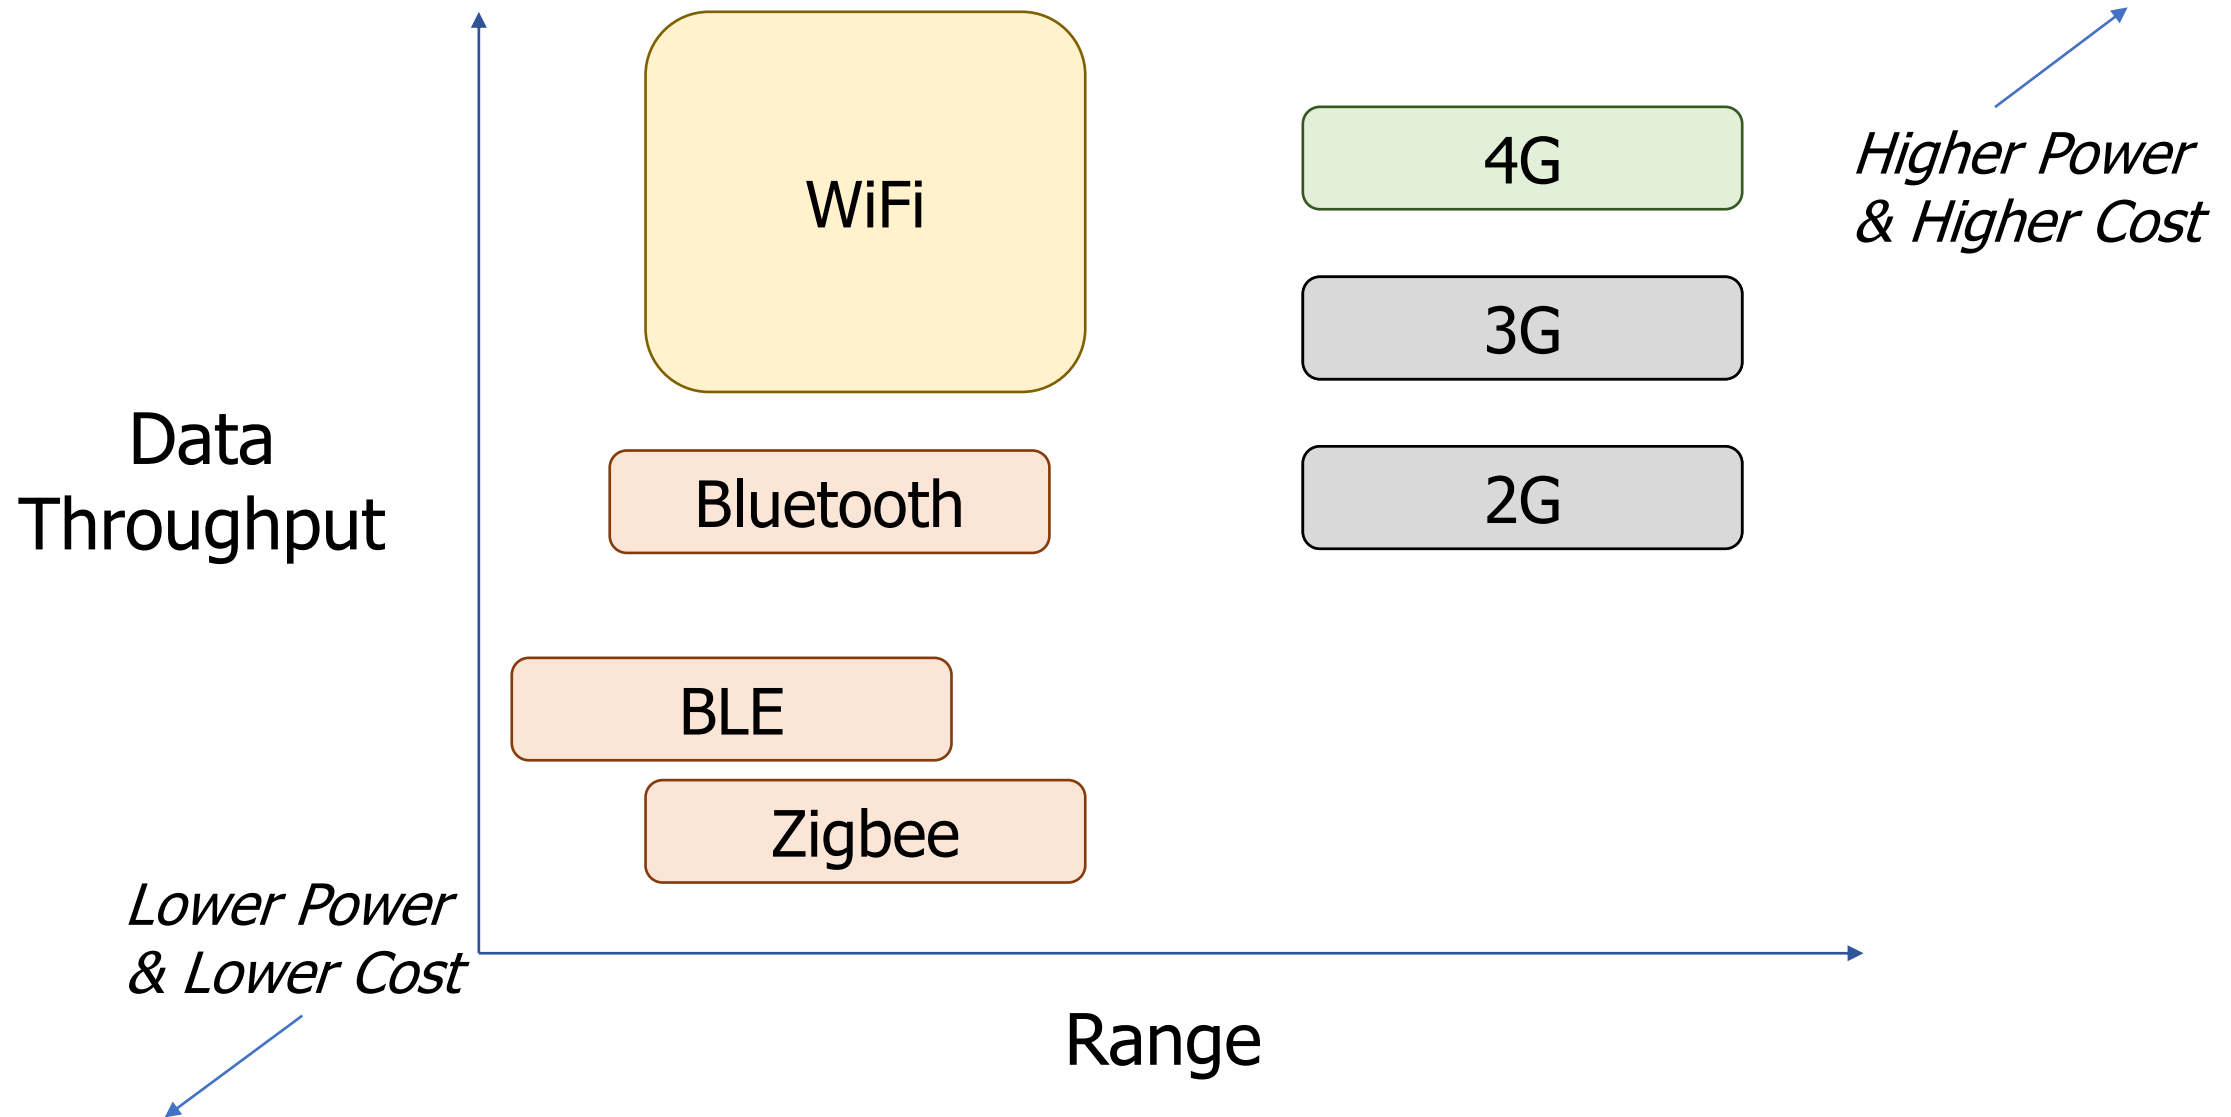 WiFi
4G
Higher Power
& Higher Cost
3G
Data
Throughput
Bluetooth
2G
BLE
Zigbee
Lower Power
& Lower Cost
Range